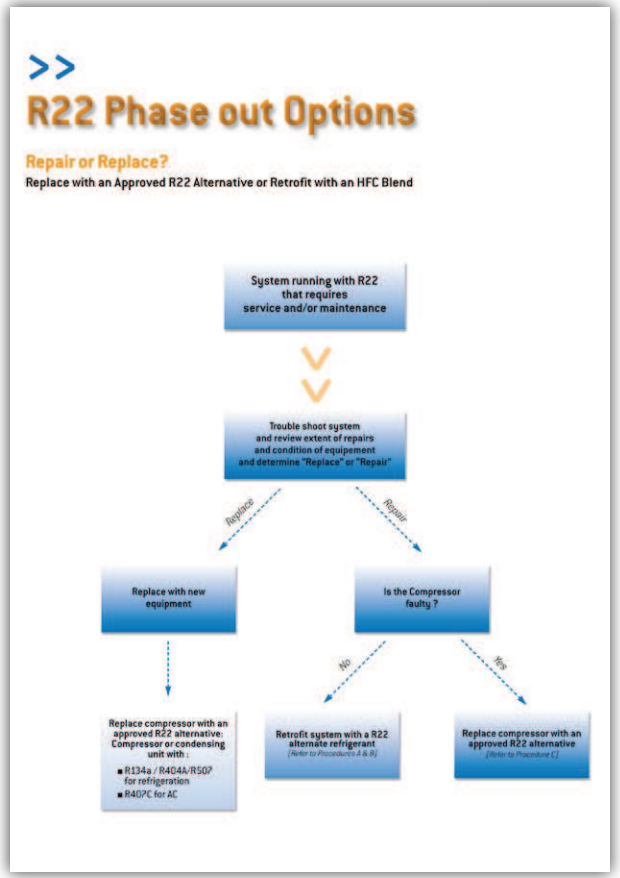 >>
R22 Phase out Options
Repair or Replace?
Replace with an Approved R22 Alternative or Retrofit with an HFC Blend
System running with R22
that requires
service and/or maintenance
Trouble shoot system
and review extent of repairs
and condition of equipement
and determine "Replace" or "Repair"
Replace
Repair
Replace with new
equipment
Is the Compressor
faulty ?
No
Yes
Replace compressor with an
approved R22 alternative:
Compressor or condensing
unit with :
■ R134a / R404A/R507
for refrigeration
■ R407C for AC
Retrofit system with a R22
alternate refrigerant
[Refer to Procedures A & B]
Replace compressor with an
approved R22 alternative
[Refer to Procedure C]